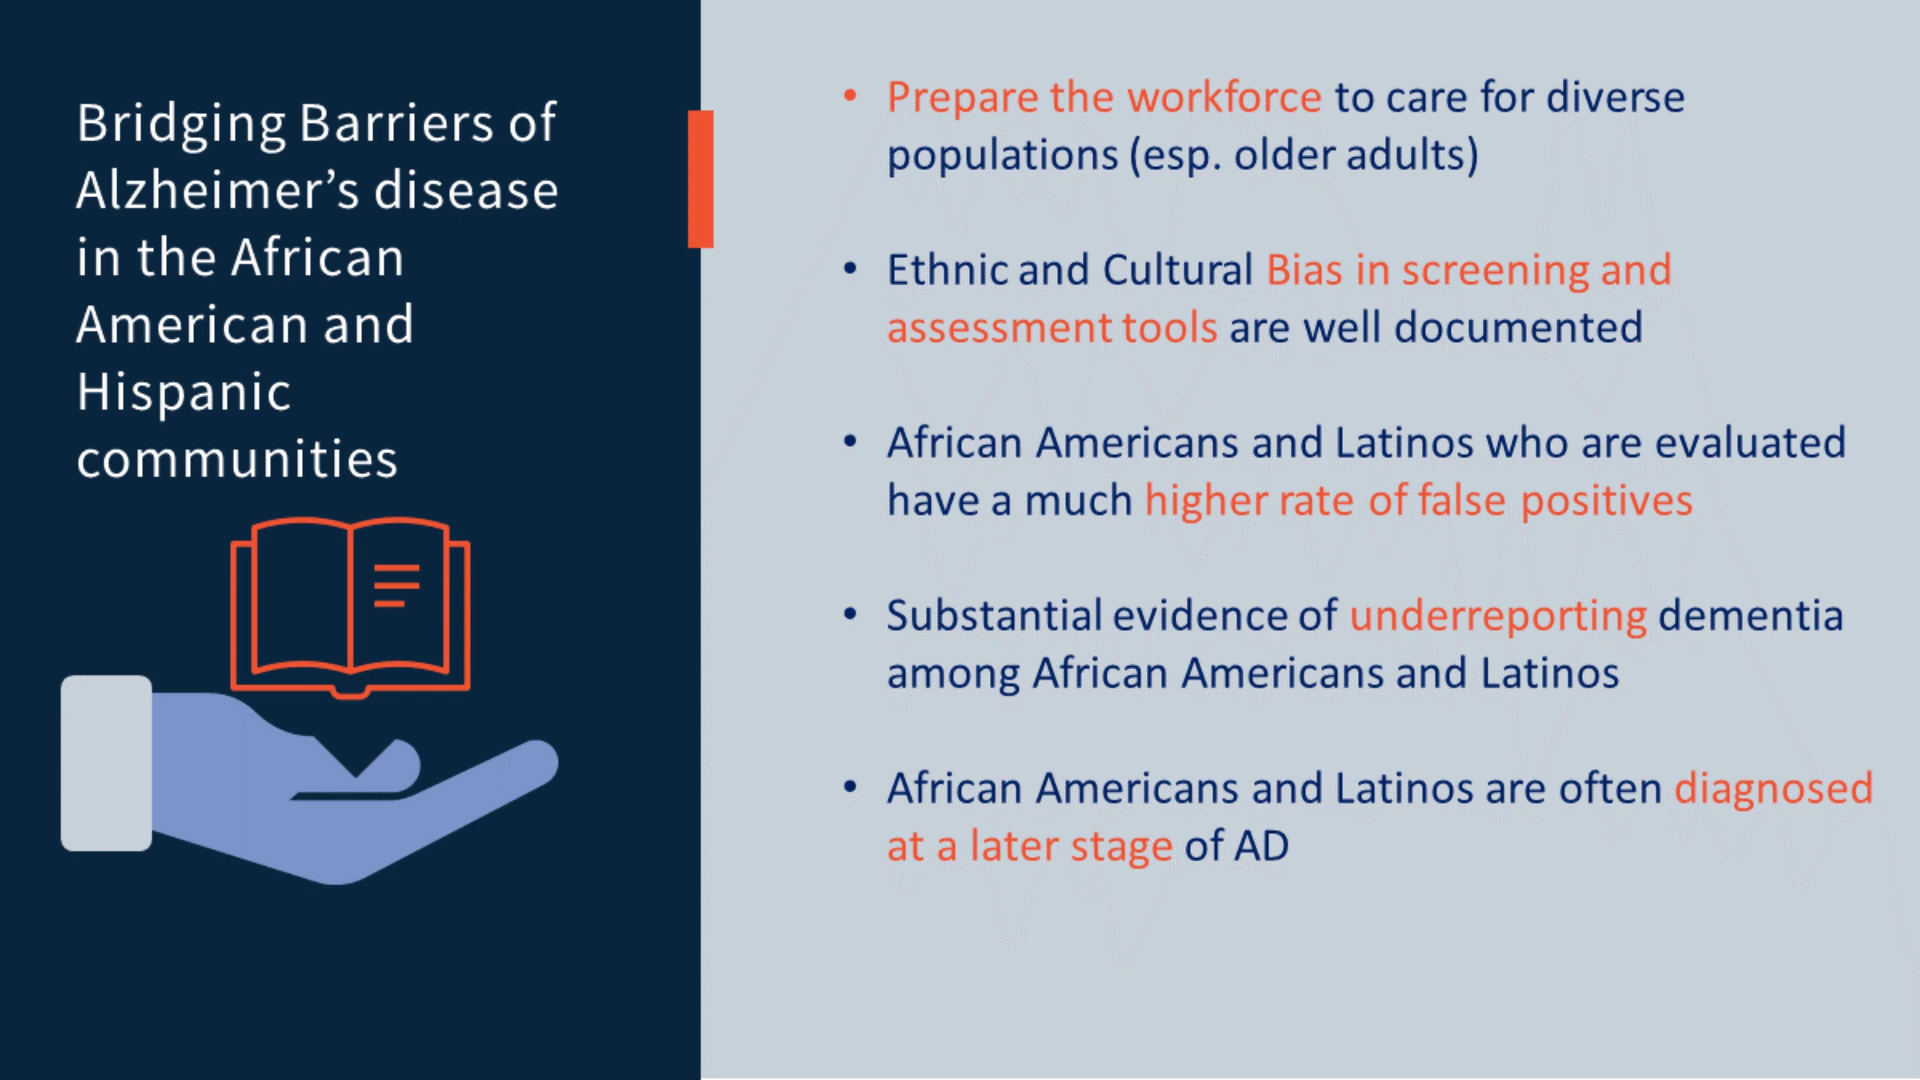 Bridging Barriers of
Alzheimer’s disease
in the African
American and
Hispanic
communities
• Prepare the workforce to care for diverse
populations (esp. older adults)
• Ethnic and Cultural Bias in screening and
assessment tools are well documented
• African Americans and Latinos who are evaluated
have a much higher rate of false positives
• Substantial evidence of underreporting dementia
among African Americans and Latinos
• African Americans and Latinos are often diagnosed
at a later stage of AD